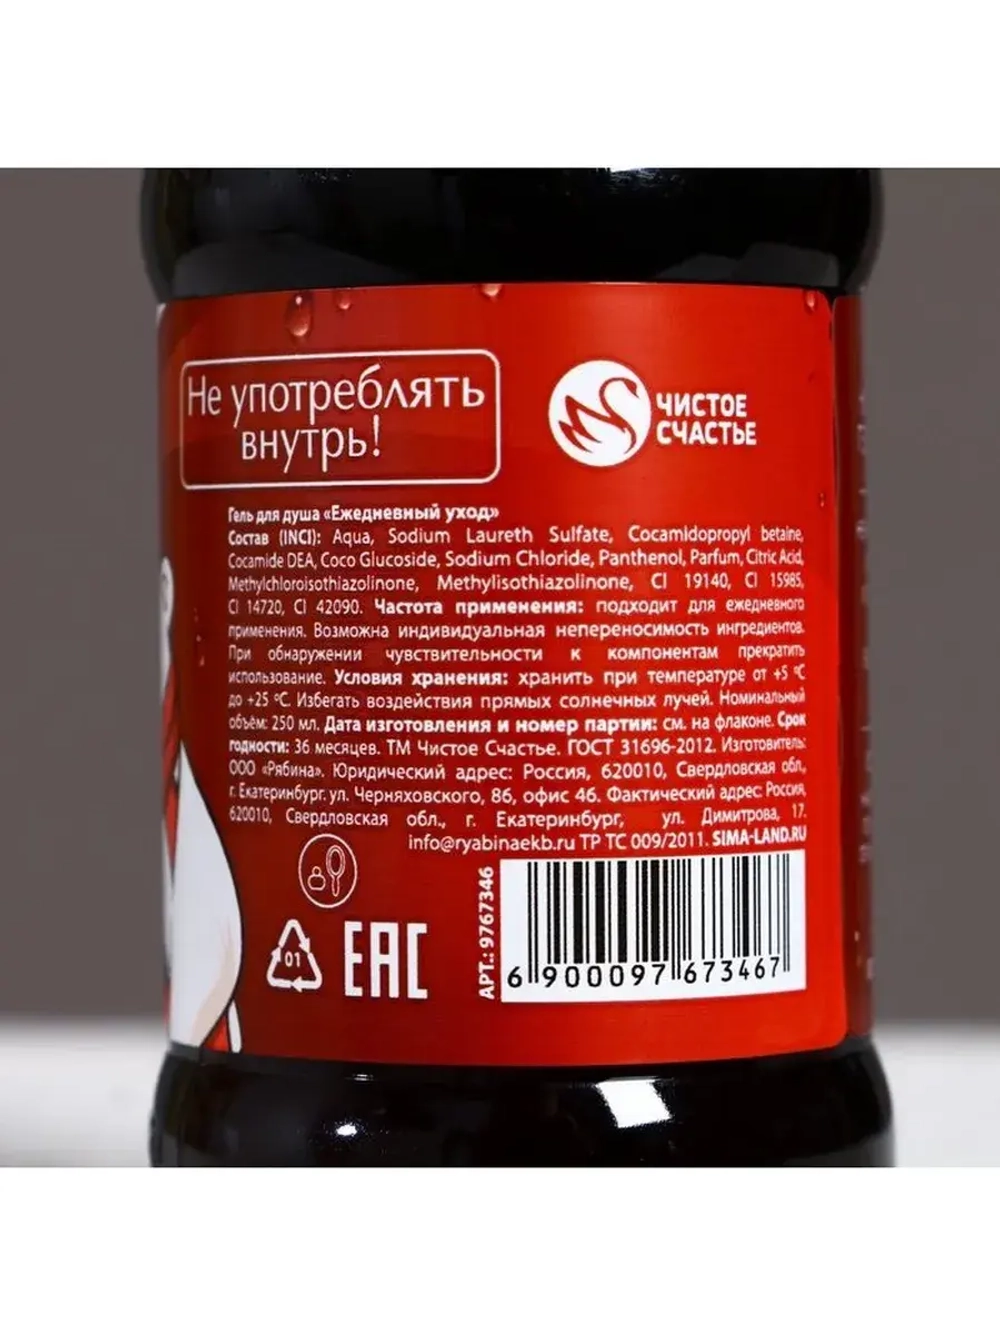 Не употреблять
внутрь!
ЧИСТОЕ
СЧАСТЬЕ
Гель для душа «Ежедневный уход»
Состав (INCI): Aqua, Sodium Laureth Sulfate, Cocamidopropyl betaine,
Cocamide DEA, Coco Glucoside, Sodium Chloride, Panthenol, Parfum, Citric Acid,
Methylchloroisothiazolinone, Methylisothiazolinone, CI 19140, CI 15985,
CI 14720, CI 42090. Частота применения: подходит для ежедневного
применения. Возможна индивидуальная непереносимость ингредиентов.
При обнаружении чувствительности к компонентам прекратить
использование. Условия хранения: хранить при температуре от +5 ºC
до +25 ºC. Избегать воздействия прямых солнечных лучей. Номинальный
объём: 250 мл. Дата изготовления и номер партии: см. на флаконе. Срок
годности: 36 месяцев. ТМ Чистое Счастье. ГОСТ 31696-2012. Изготовитель:
ООО «Рябина». Юридический адрес: Россия, 620010, Свердловская обл.,
г. Екатеринбург. ул. Черняховского, 86, офис 46. Фактический адрес: Россия,
620010, Свердловская обл., г. Екатеринбург, ул. Димитрова, 17.
info@ryabinaekb.ru ТР ТС 009/2011. SIMA-LAND.RU
01
EAC
АРТ.: 9767346
6 900097 673467